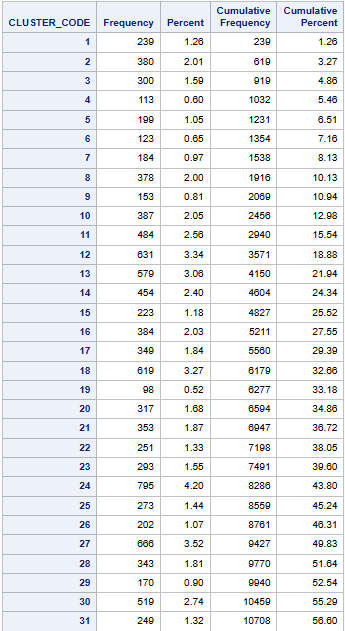 Cumulative Cumulative
CLUSTER_CODE Frequency Percent Frequency Percent
1 239 1.26 239 1.26
2 380 2.01 619 3.27
3 300 1.59 919 4.86
4 113 0.60 1032 5.46
5 199 1.05 1231 6.51
6 123 0.65 1354 7.16
7 184 0.97 1538 8.13
8 378 2.00 1916 10.13
9 153 0.81 2069 10.94
10 387 2.05 2456 12.98
11 484 2.56 2940 15.54
12 631 3.34 3571 18.88
13 579 3.06 4150 21.94
14 454 2.40 4604 24.34
15 223 1.18 4827 25.52
16 384 2.03 5211 27.55
17 349 1.84 5560 29.39
18 619 3.27 6179 32.66
19 98 0.52 6277 33.18
20 317 1.68 6594 34.86
21 353 1.87 6947 36.72
22 251 1.33 7198 38.05
23 293 1.55 7491 39.60
24 795 4.20 8286 43.80
25 273 1.44 8559 45.24
26 202 1.07 8761 46.31
27 666 3.52 9427 49.83
28 343 1.81 9770 51.64
29 170 0.90 9940 52.54
30 519 2.74 10459 55.29
31 249 1.32 10708 56.60